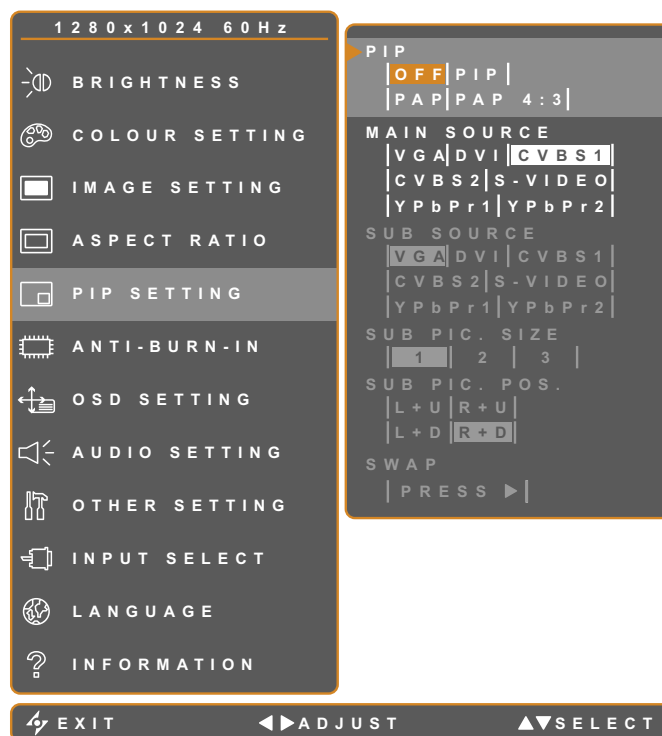 1280x1024 60Hz
BRIGHTNESS
COLOUR SETTING
IMAGE SETTING
ASPECT RATIO
PIP SETTING
ANTI-BURN-IN
OSD SETTING
AUDIO SETTING
OTHER SETTING
INPUT SELECT
LANGUAGE
INFORMATION
PIP
OFF PIP
PAP PAP 4:3
MAIN SOURCE
VGA DVI CVBS1
CVBS2 S-VIDEO
YPbPr1 YPbPr2
SUB SOURCE
VGA DVI CVBS1
CVBS2 S-VIDEO
YPbPr1 YPbPr2
SUB PIC. SIZE
1 2 3
SUB PIC. POS.
L+U R+U
L+D R+D
SWAP
PRESS ▶
EXIT ◀▶ADJUST ▲▼SELECT